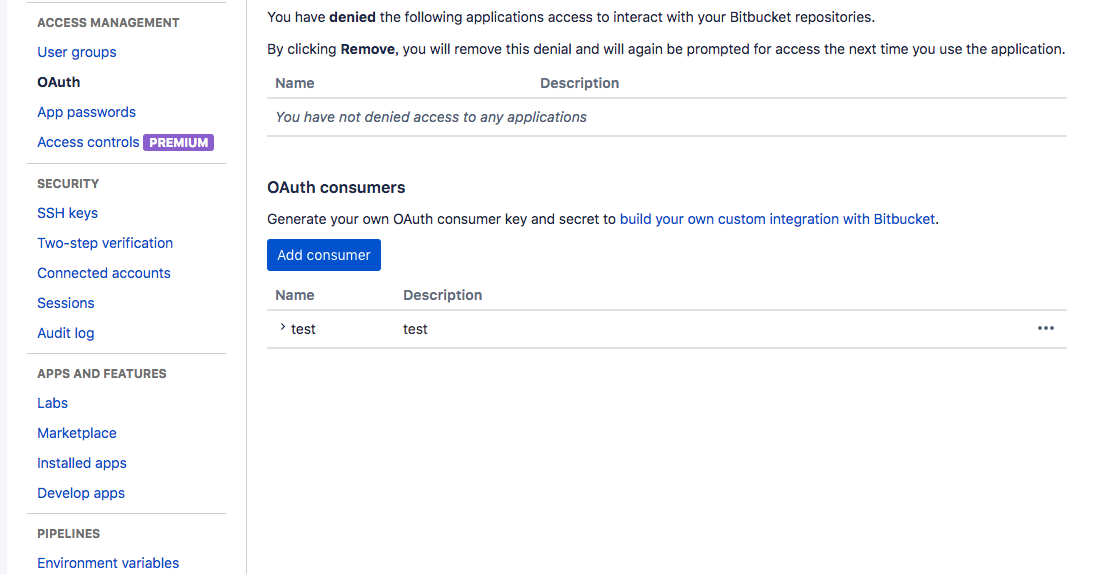 ACCESS MANAGEMENT
User groups
OAuth
App passwords
Access controls PREMIUM
SECURITY
SSH keys
Two-step verification
Connected accounts
Sessions
Audit log
APPS AND FEATURES
Labs
Marketplace
Installed apps
Develop apps
PIPELINES
Environment variables
You have denied the following applications access to interact with your Bitbucket repositories.
By clicking Remove, you will remove this denial and will again be prompted for access the next time you use the application.
Name Description
You have not denied access to any applications
OAuth consumers
Generate your own OAuth consumer key and secret to build your own custom integration with Bitbucket.
Add consumer
Name Description
test test